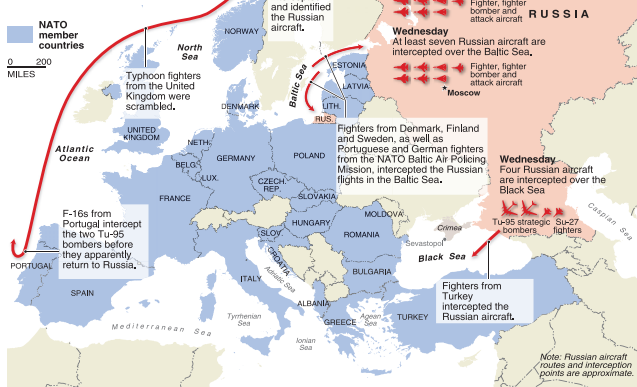 NATO
member
countries
0 200
MILES
and identified
the Russian
aircraft.
fighter
bomber and
attack aircraft
RUSSIA
Wednesday
At least seven Russian aircraft are
intercepted over the Baltic Sea.
Fighter, fighter
bomber and
attack aircraft
*Moscow
NORWAY
North
Sea
Typhoon fighters
from the United
Kingdom were
scrambled.
Baltic Sea
ESTONIA
LATVIA
LITH.
RUS.
DENMARK
UNITED
KINGDOM
Atlantic
Ocean
Fighters from Denmark, Finland
and Sweden, as well as
Portuguese and German fighters
from the NATO Baltic Air Policing
Mission, intercepted the Russian
flights in the Baltic Sea.
NETH.
BELG.
LUX.
GERMANY
POLAND
CZECH.
REP.
SLOVAKIA
FRANCE
Wednesday
Four Russian aircraft
are intercepted over the
Black Sea
Tu-95 strategic
bombers
Su-27
fighters
Caspian Sea
F-16s from
Portugal intercept
the two Tu-95
bombers before
they apparently
return to Russia.
HUNGARY
MOLDOVA
SLOV.
ROMANIA
CROATIA
Crimea
Sevastopol
Black Sea
PORTUGAL
SPAIN
ITALY
Adriatic Sea
BULGARIA
ALBANIA
Fighters from
Turkey
intercepted the
Russian aircraft.
Mediterranean Sea
Tyrrhenian
Sea
GREECE
Agean
Sea
TURKEY
Ionian
Sea
Note: Russian aircraft
routes and interception
points are approximate.